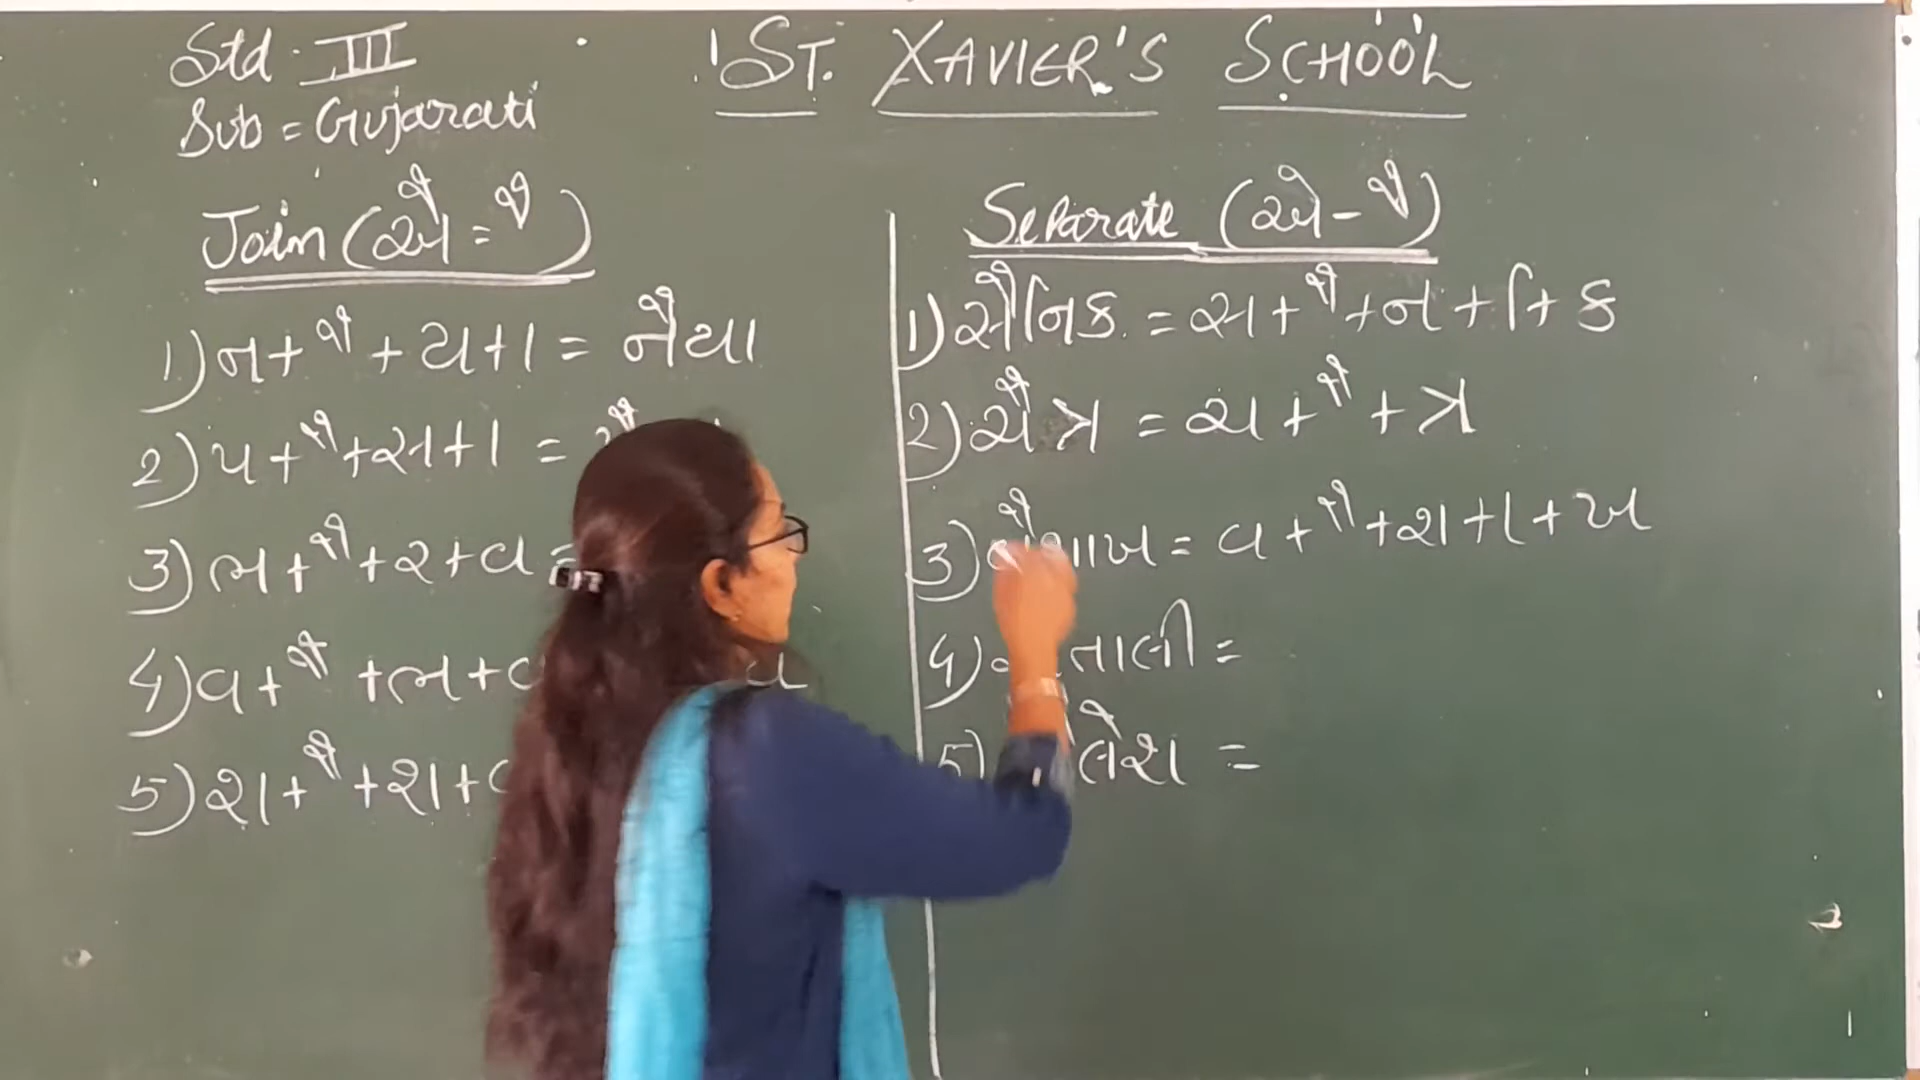 Std. III
Sub = Gujarati
ST. XAVIER'S SCHOOL
Join (ઐ = ૈ)
1) ન + ૈ + ય + ા = નૈયા
2) પ + ૈ + સ + ા =
3) ભ + ૈ + ર + વ =
4) વ + ૈ + ભ + વ
5) શ + ૈ + શ + વ
Separate (ઐ - ૈ)
1) સૈનિક = સ + ૈ + ન + િ + ક
2) ચૈત્ર = ચ + ૈ + ત્ર
3) વૈશાખ = વ + ૈ + શ + ા + ખ
4) તાલી =
5) લેશ =